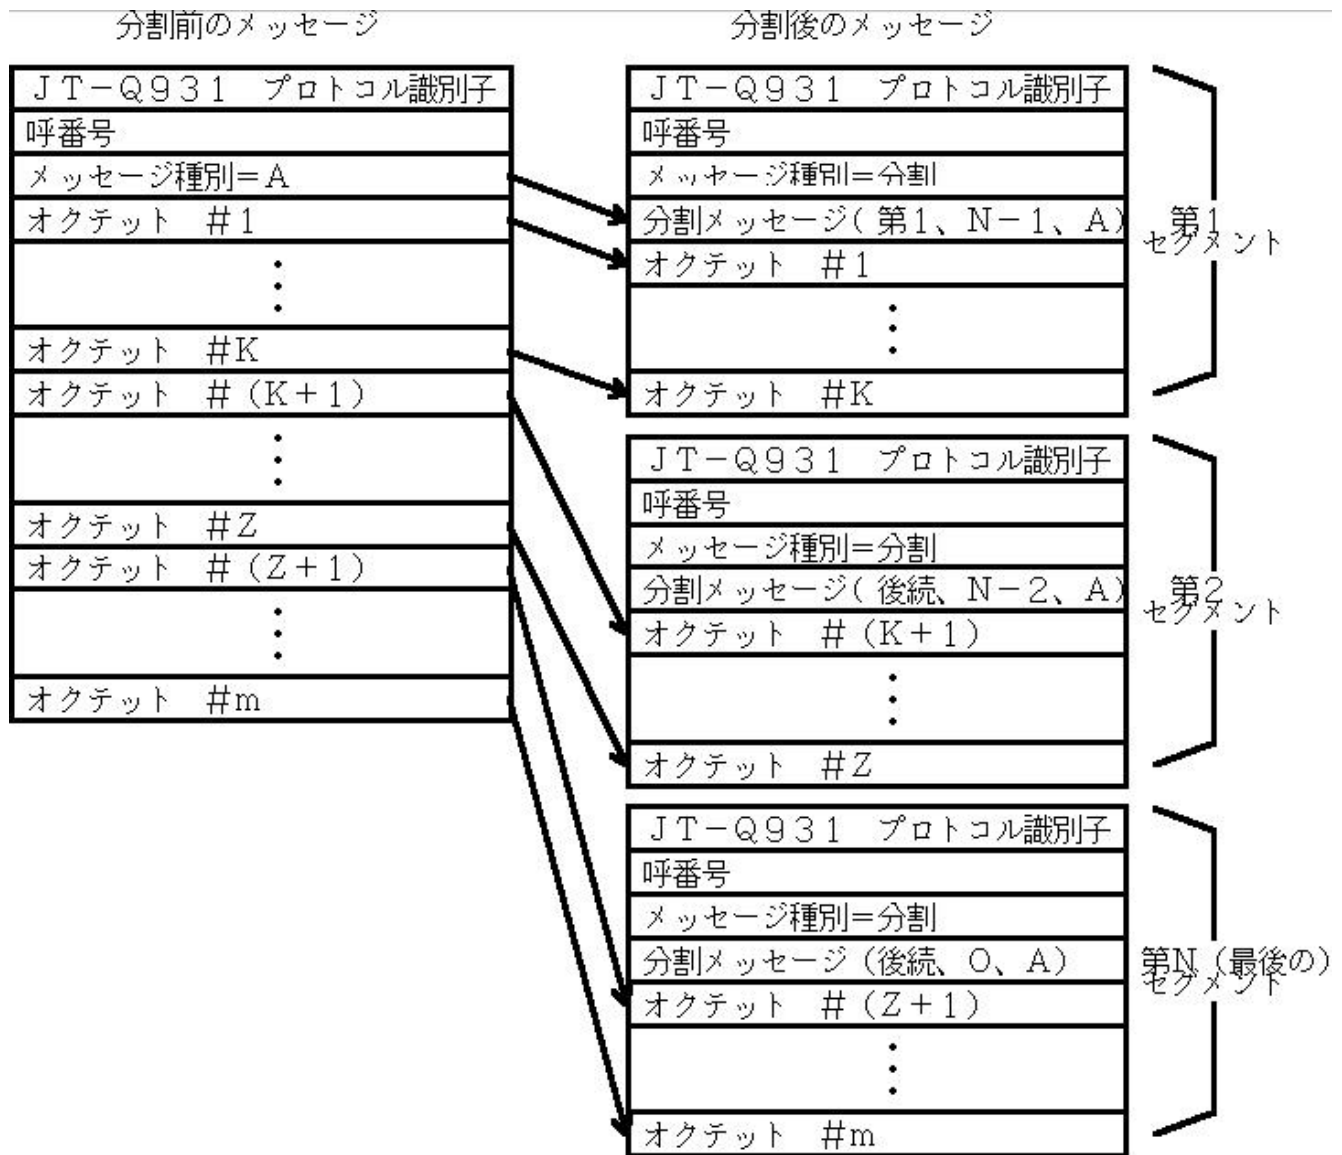 分割前のメッセージ
JT－Q931　プロトコル識別子
呼番号
メッセージ種別＝A
オクテット　＃1
オクテット　＃K
オクテット　＃（K＋1）
オクテット　＃Z
オクテット　＃（Z＋1）
オクテット　＃m
分割後のメッセージ
JT－Q931　プロトコル識別子
呼番号
メッセージ種別＝分割
分割メッセージ（第1、N－1、A）
オクテット　＃1
オクテット　＃K
第1
セグメント
JT－Q931　プロトコル識別子
呼番号
メッセージ種別＝分割
分割メッセージ（後続、N－2、A）
オクテット　＃（K＋1）
オクテット　＃Z
第2
セグメント
JT－Q931　プロトコル識別子
呼番号
メッセージ種別＝分割
分割メッセージ（後続、O、A）
オクテット　＃（Z＋1）
オクテット　＃m
第N（最後の）
セグメント